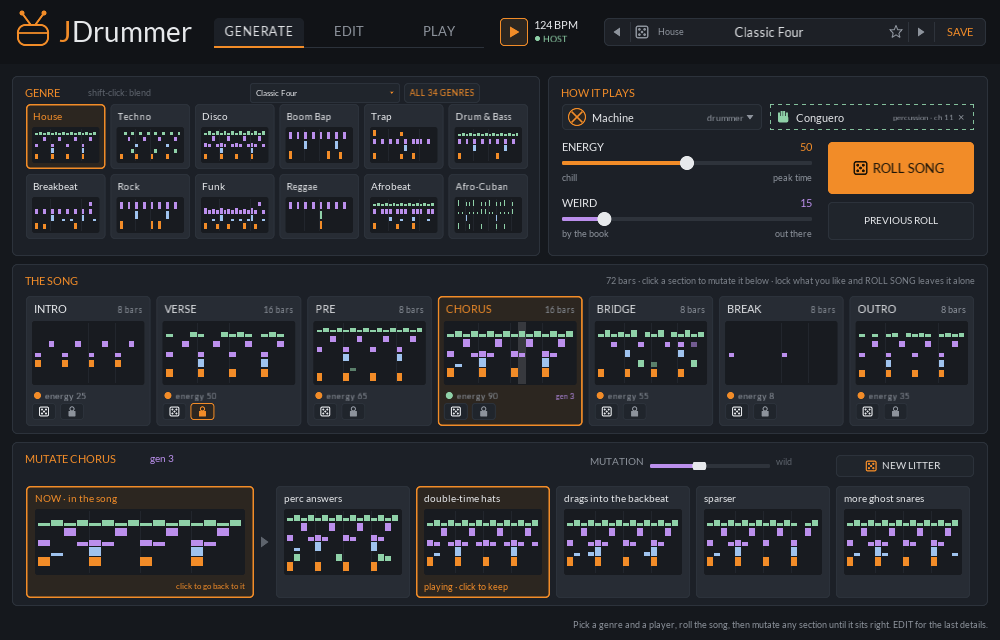 JDrummer
GENERATE
EDIT
PLAY
124 BPM
HOST
House
Classic Four
SAVE
GENRE
shift-click: blend
Classic Four
ALL 34 GENRES
House
Techno
Disco
Boom Bap
Trap
Drum & Bass
Breakbeat
Rock
Funk
Reggae
Afrobeat
Afro-Cuban
HOW IT PLAYS
Machine
drummer
Conguero
percussion · ch 11 ×
ENERGY
50
chill
peak time
WEIRD
15
by the book
out there
ROLL SONG
PREVIOUS ROLL
THE SONG
72 bars · click a section to mutate it below · lock what you like and ROLL SONG leaves it alone
INTRO
8 bars
energy 25
VERSE
16 bars
energy 50
PRE
8 bars
energy 65
CHORUS
16 bars
energy 90
gen 3
BRIDGE
8 bars
energy 55
BREAK
8 bars
energy 8
OUTRO
8 bars
energy 35
MUTATE CHORUS
gen 3
MUTATION
wild
NEW LITTER
NOW · in the song
click to go back to it
perc answers
double-time hats
playing · click to keep
drags into the backbeat
sparser
more ghost snares
Pick a genre and a player, roll the song, then mutate any section until it sits right. EDIT for the last details.